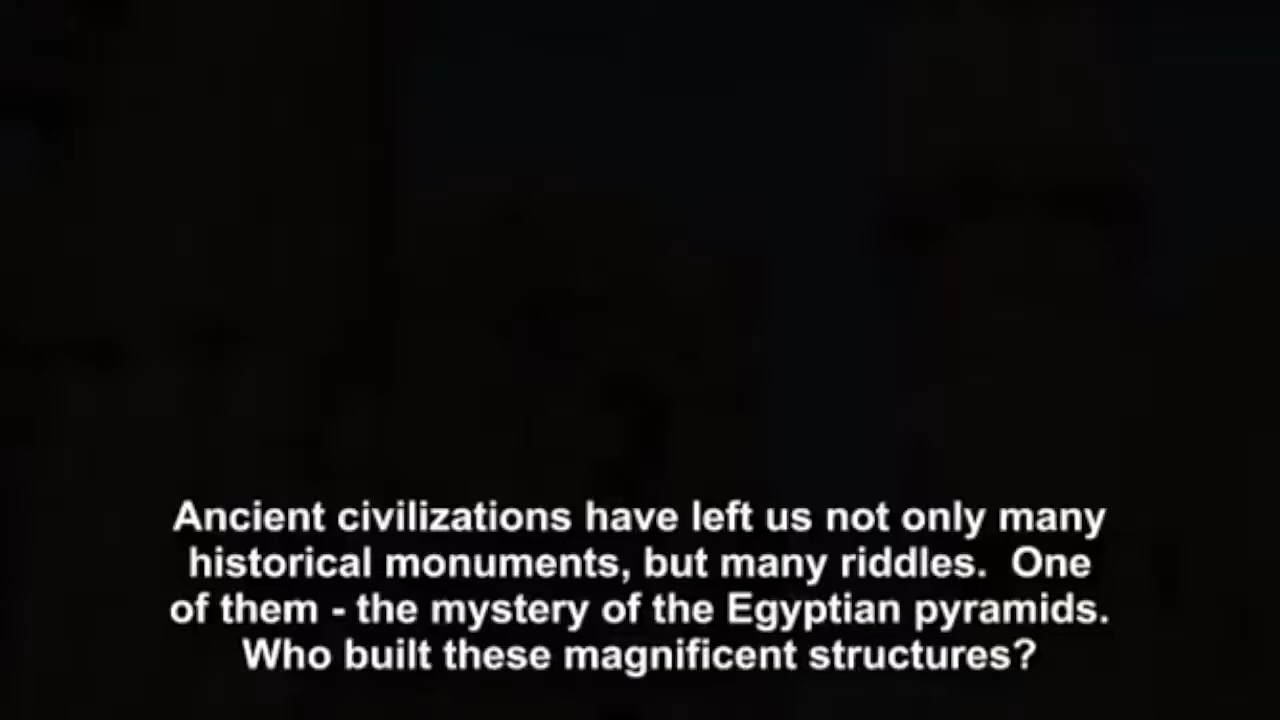 Ancient civilizations have left us not only many
historical monuments, but many riddles.  One
of them - the mystery of the Egyptian pyramids.
Who built these magnificent structures?